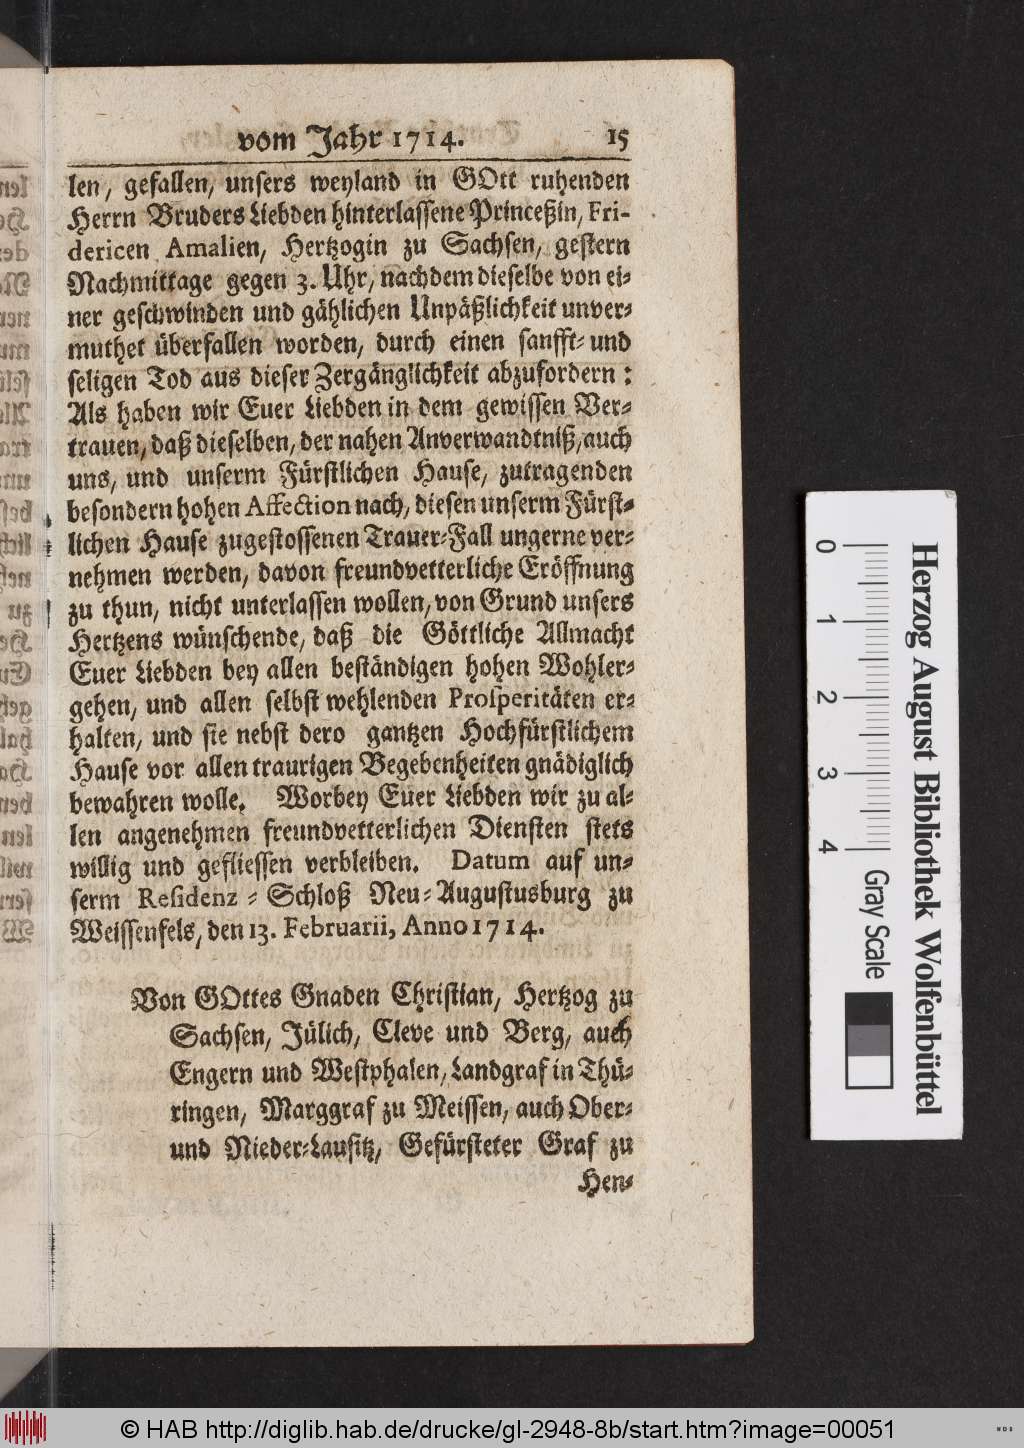 vom Jahr 1714. 15
len, gefallen, unsers weyland in GOtt ruhenden
Herrn Bruders Liebden hinterlassene Princeßin, Fri-
dericen Amalien, Hertzogin zu Sachsen, gestern
Nachmittage gegen 3. Uhr, nachdem dieselbe von ei-
ner geschwinden und gählichen Unpäßlichkeit unver-
muthet überfallen worden, durch einen sanfft- und
seligen Tod aus dieser Zergänglichkeit abzufordern:
Als haben wir Euer Liebden in dem gewissen Ver-
trauen, daß dieselben, der nahen Anverwandtniß, auch
uns, und unserm Fürstlichen Hause, zutragenden
besondern hohen Affection nach, diesen unserm Fürst-
lichen Hause zugestossenen Trauer-Fall ungerne ver-
nehmen werden, davon freundvetterliche Eröffnung
zu thun, nicht unterlassen wollen, von Grund unsers
Hertzens wünschende, daß die Göttliche Allmacht
Euer Liebden bey allen beständigen hohen Wohler-
gehen, und allen selbst wehlenden Prosperitäten er-
halten, und sie nebst dero gantzen Hochfürstlichem
Hause vor allen traurigen Begebenheiten gnädiglich
bewahren wolle. Worbey Euer Liebden wir zu al-
len angenehmen freundvetterlichen Diensten stets
willig und gefliessen verbleiben. Datum auf un-
serm Residenz-Schloß Neu-Augustusburg zu
Weissenfels, den 13. Februarii, Anno 1714.
Von GOttes Gnaden Christian, Hertzog zu
Sachsen, Jülich, Cleve und Berg, auch
Engern und Westphalen, Landgraf in Thü-
ringen, Marggraf zu Meissen, auch Ober-
und Nieder-Lausitz, Gefürsteter Graf zu
Hen-
0 1 2 3 4 Gray Scale
Herzog August Bibliothek Wolfenbüttel
© HAB http://diglib.hab.de/drucke/gl-2948-8b/start.htm?image=00051